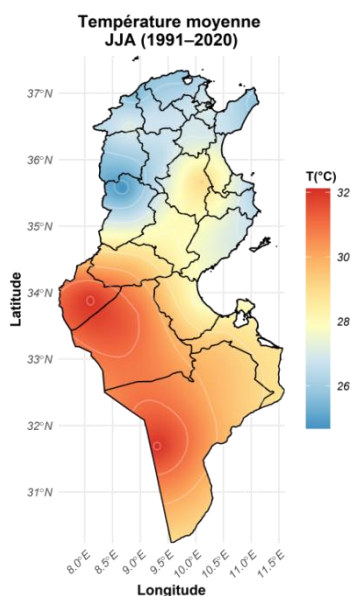 Température moyenne
JJA (1991–2020)
37°N
36°N
35°N
34°N
33°N
32°N
31°N
Latitude
8.0°E
8.5°E
9.0°E
9.5°E
10.0°E
10.5°E
11.0°E
11.5°E
Longitude
T(°C)
32
30
28
26